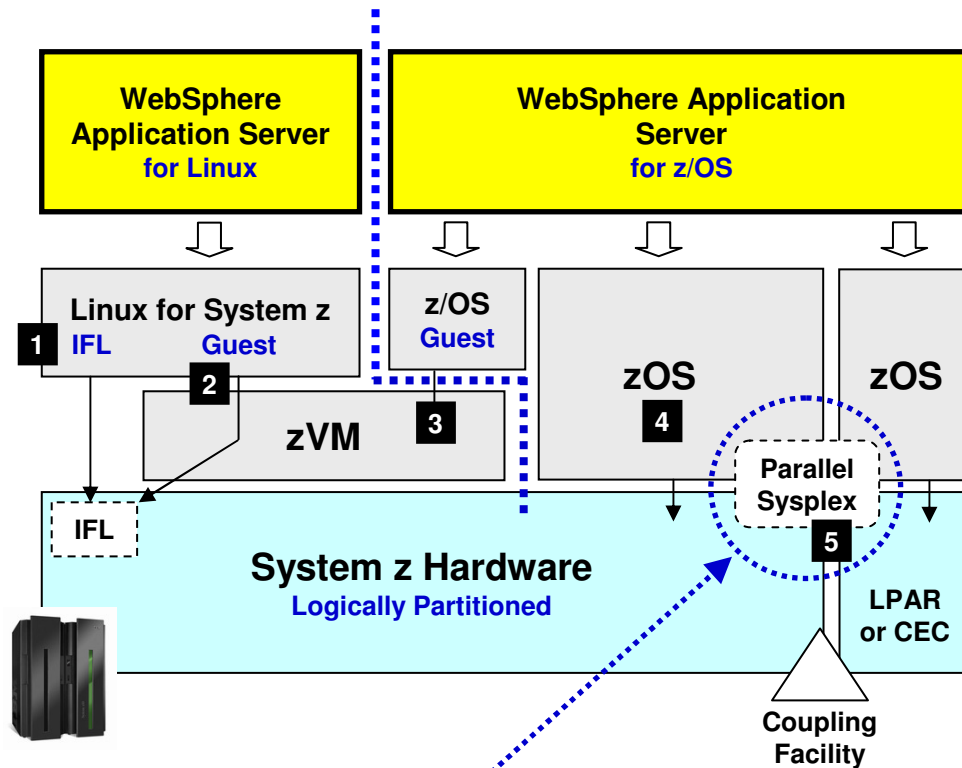 WebSphere
Application Server
for Linux
WebSphere Application
Server
for z/OS
Linux for System z
1
IFL
Guest
2
z/OS
Guest
3
zVM
zOS
4
zOS
Parallel
Sysplex
5
IFL
System z Hardware
Logically Partitioned
LPAR
or CEC
Coupling
Facility